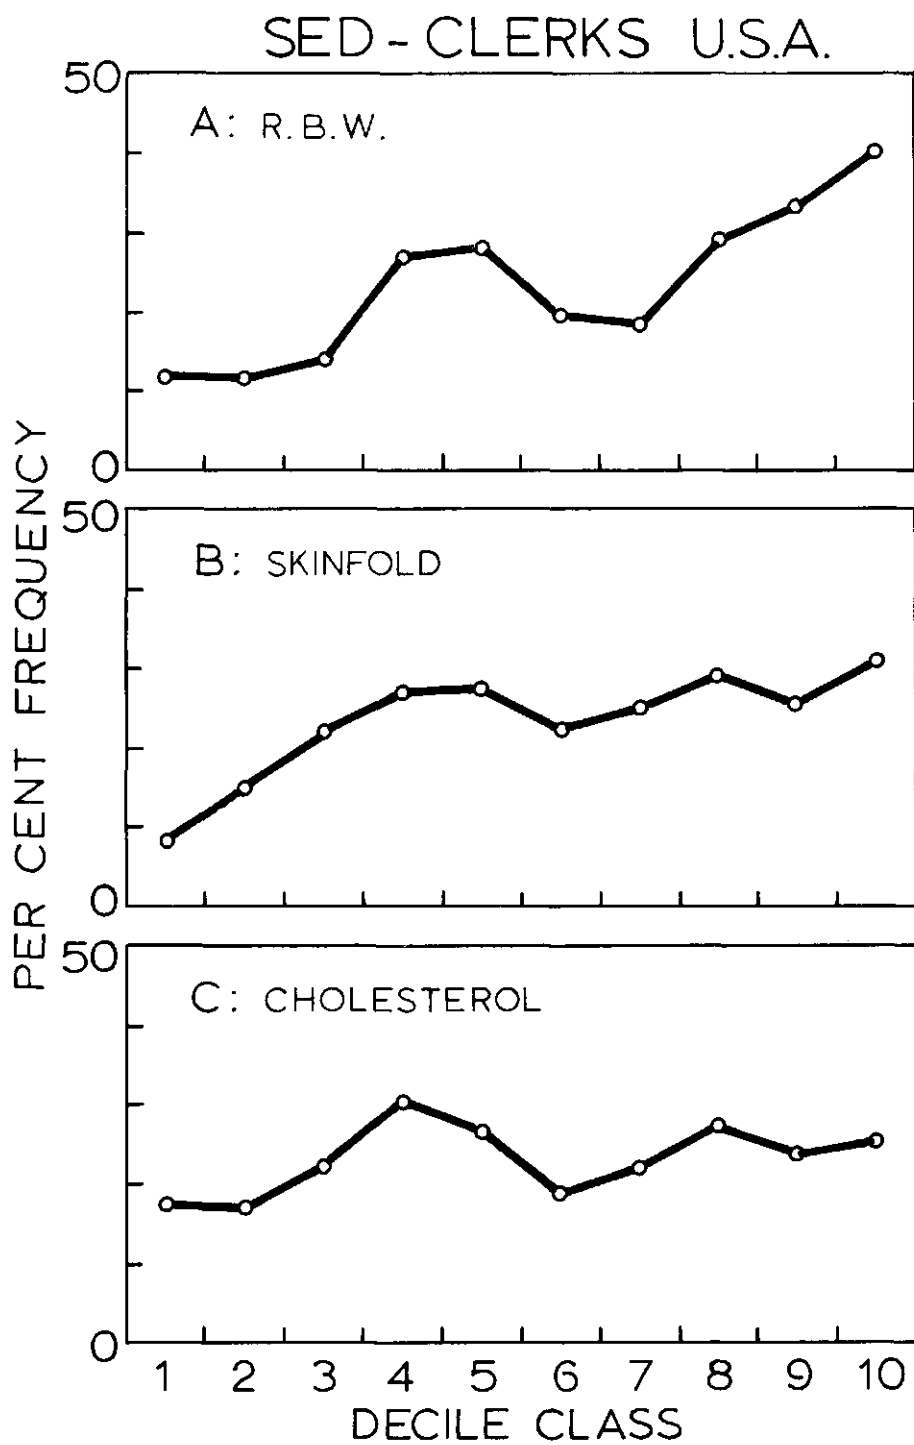 SED-CLERKS U.S.A.
50
A: R.B.W.
0
50
B: SKINFOLD
0
50
C: CHOLESTEROL
0
PER CENT FREQUENCY
1 2 3 4 5 6 7 8 9 10
DECILE CLASS